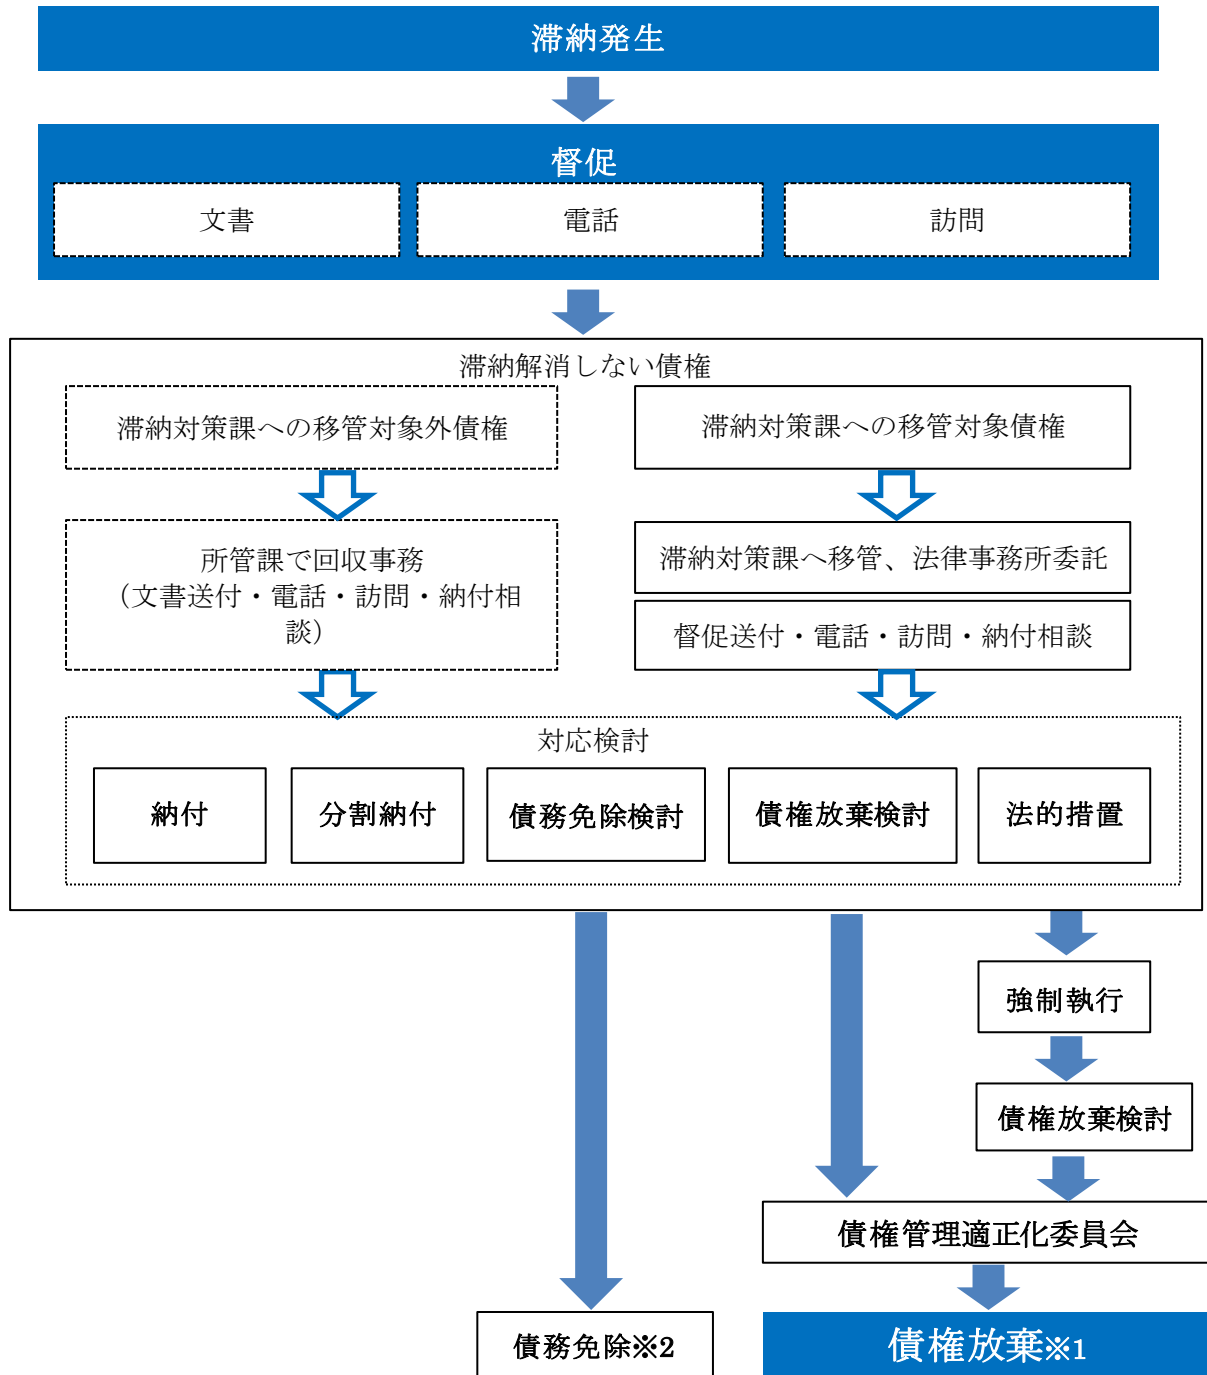 滞納発生
督促
文書
電話
訪問
滞納解消しない債権
滞納対策課への移管対象外債権
滞納対策課への移管対象債権
所管課で回収事務
（文書送付・電話・訪問・納付相
談）
滞納対策課へ移管、法律事務所委託
督促送付・電話・訪問・納付相談
対応検討
納付
分割納付
債務免除検討
債権放棄検討
法的措置
強制執行
債権放棄検討
債権管理適正化委員会
債務免除※2
債権放棄※1